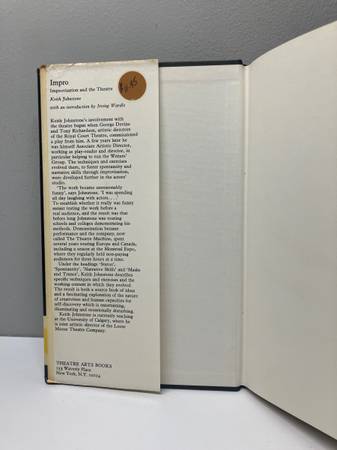 Impro
Improvisation and the Theatre
Keith Johnstone
with an introduction by Irving Wardle
Keith Johnstone's involvement with
the theatre began when George Devine
and Tony Richardson, artistic directors
of the Royal Court Theatre, commissioned
a play from him. A few years later he
was himself Associate Artistic Director,
working as play-reader and director, in
particular helping to run the Writers'
Group. The techniques and exercises
evolved there, to foster spontaneity and
narrative skills through improvisation,
were developed further in the actors'
studio.
'The work became uncommonly
funny', says Johnstone, 'I was spending
all day laughing with actors. . . .'
To establish whether it really was funny
meant testing the work before a
real audience, and the result was that
before long Johnstone was touring
schools and colleges demonstrating his
methods. Demonstration became
performance and the company, now
called The Theatre Machine, spent
several years touring Europe and Canada,
including a season at the Montreal Expo,
where they regularly held non-paying
audiences for three hours at a time.
Under the headings 'Status',
'Spontaneity', 'Narrative Skills' and 'Masks
and Trance', Keith Johnstone describes
specific techniques and exercises and the
working context in which they evolved.
The result is both a source book of ideas
and a fascinating exploration of the nature
of creativeness and human capacities for
self-discovery which is entertaining,
illuminating and occasionally disturbing.
Keith Johnstone is currently teaching
at the University of Calgary, where he
is joint artistic director of the Loose
Moose Theatre Company.
THEATRE ARTS BOOKS
153 Waverly Place
New York, N.Y. 10014